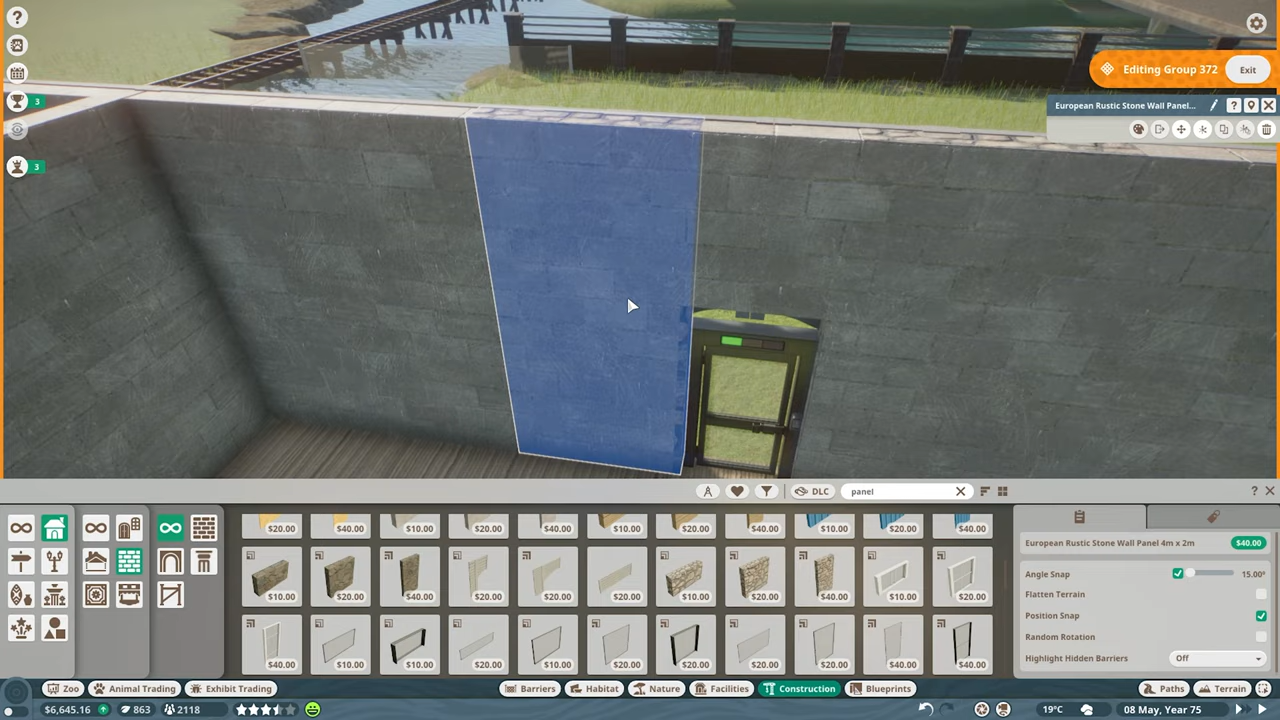 ?
Editing Group 372
Exit
3
European Rustic Stone Wall Panel...
?
3
DLC
panel
?
$20.00 $40.00 $10.00 $20.00 $40.00 $10.00 $20.00 $40.00 $10.00 $20.00 $40.00
$10.00 $20.00 $40.00 $20.00 $20.00 $20.00 $10.00 $20.00 $40.00 $10.00 $20.00
$40.00 $10.00 $10.00 $20.00 $10.00 $20.00 $20.00 $20.00 $20.00 $40.00 $40.00
European Rustic Stone Wall Panel 4m x 2m $40.00
Angle Snap 15.00°
Flatten Terrain
Position Snap
Random Rotation
Highlight Hidden Barriers Off
Zoo Animal Trading Exhibit Trading Barriers Habitat Nature Facilities Construction Blueprints Paths Terrain
$6,645.16 863 2118 19°C 08 May, Year 75